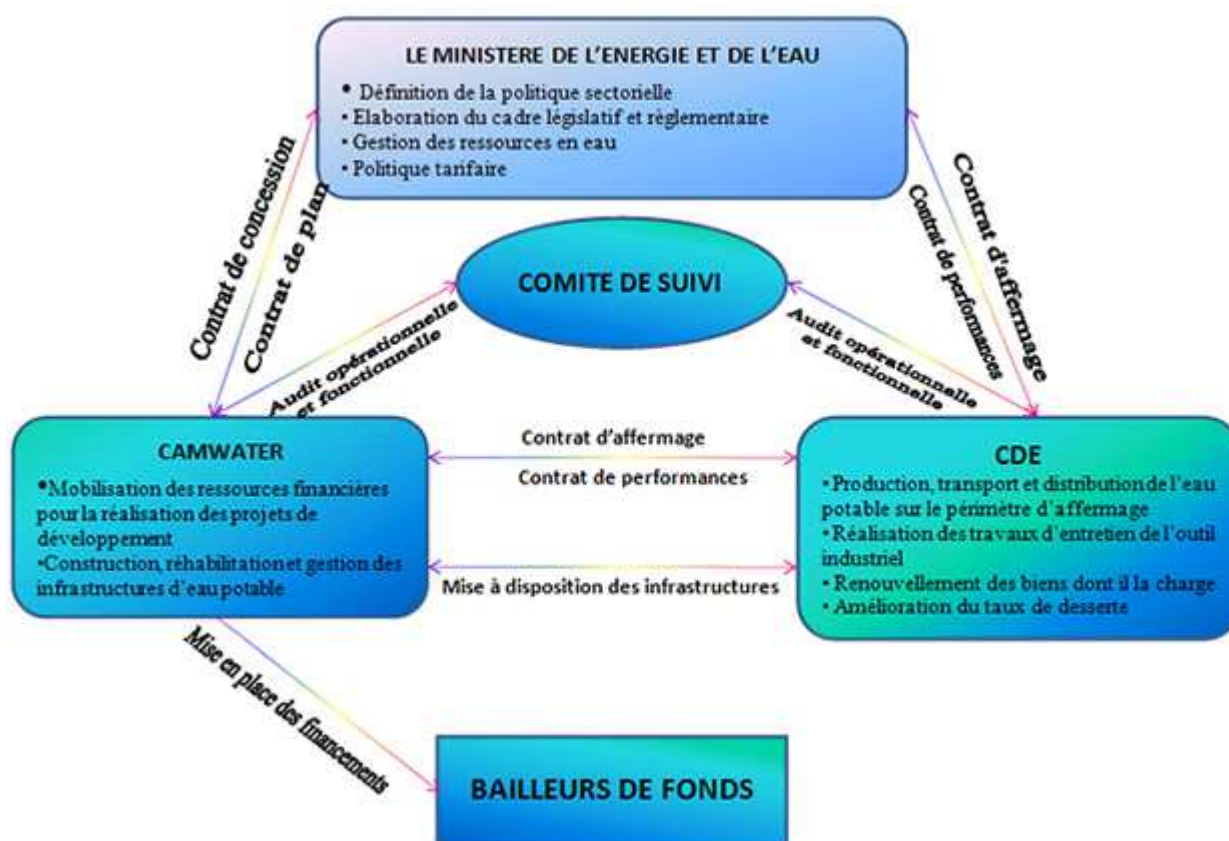 LE MINISTERE DE L'ENERGIE ET DE L'EAU
• Définition de la politique sectorielle
• Elaboration du cadre législatif et règlementaire
• Gestion des ressources en eau
• Politique tarifaire
Contrat de concession
Contrat de plan
Contrat d'affermage
Contrat de performances
COMITE DE SUIVI
Audit opérationnelle
et fonctionnelle
Audit opérationnelle
et fonctionnelle
CAMWATER
•Mobilisation des ressources financières
pour la réalisation des projets de
développement
•Construction, réhabilitation et gestion des
infrastructures d'eau potable
Contrat d'affermage
Contrat de performances
Mise à disposition des infrastructures
CDE
•Production, transport et distribution de l'eau
potable sur le périmètre d'affermage
• Réalisation des travaux d'entretien de l'outil
industriel
• Renouvellement des biens dont il la charge
• Amélioration du taux de desserte
Mise en place des financements
BAILLEURS DE FONDS